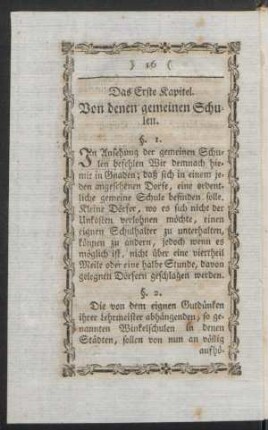 ) 16 (
Das Erste Kapitel.
Von denen gemeinen Schu-
len.
§. 1.
In Ansehung der gemeinen Schu-
len befehlen Wir demnach hie-
mit in Gnaden; daß sich in einem je-
den angesehenen Dorfe, eine ordent-
liche gemeine Schule befinden solle.
Kleine Dörfer, wo es sich nicht der
Unkosten verlohnen möchte, einen
eignen Schulhalter zu unterhalten,
können zu andern, jedoch wenn es
möglich ist, nicht über eine viertheil
Meile oder eine halbe Stunde, davon
gelegnen Dörfern geschlagen werden.
§. 2.
Die von dem eignen Gutdünken
ihrer Lehrmeister abhängenden, so ge-
nannten Winkelschulen in denen
Städten, sollen von nun an völlig
aufhö-